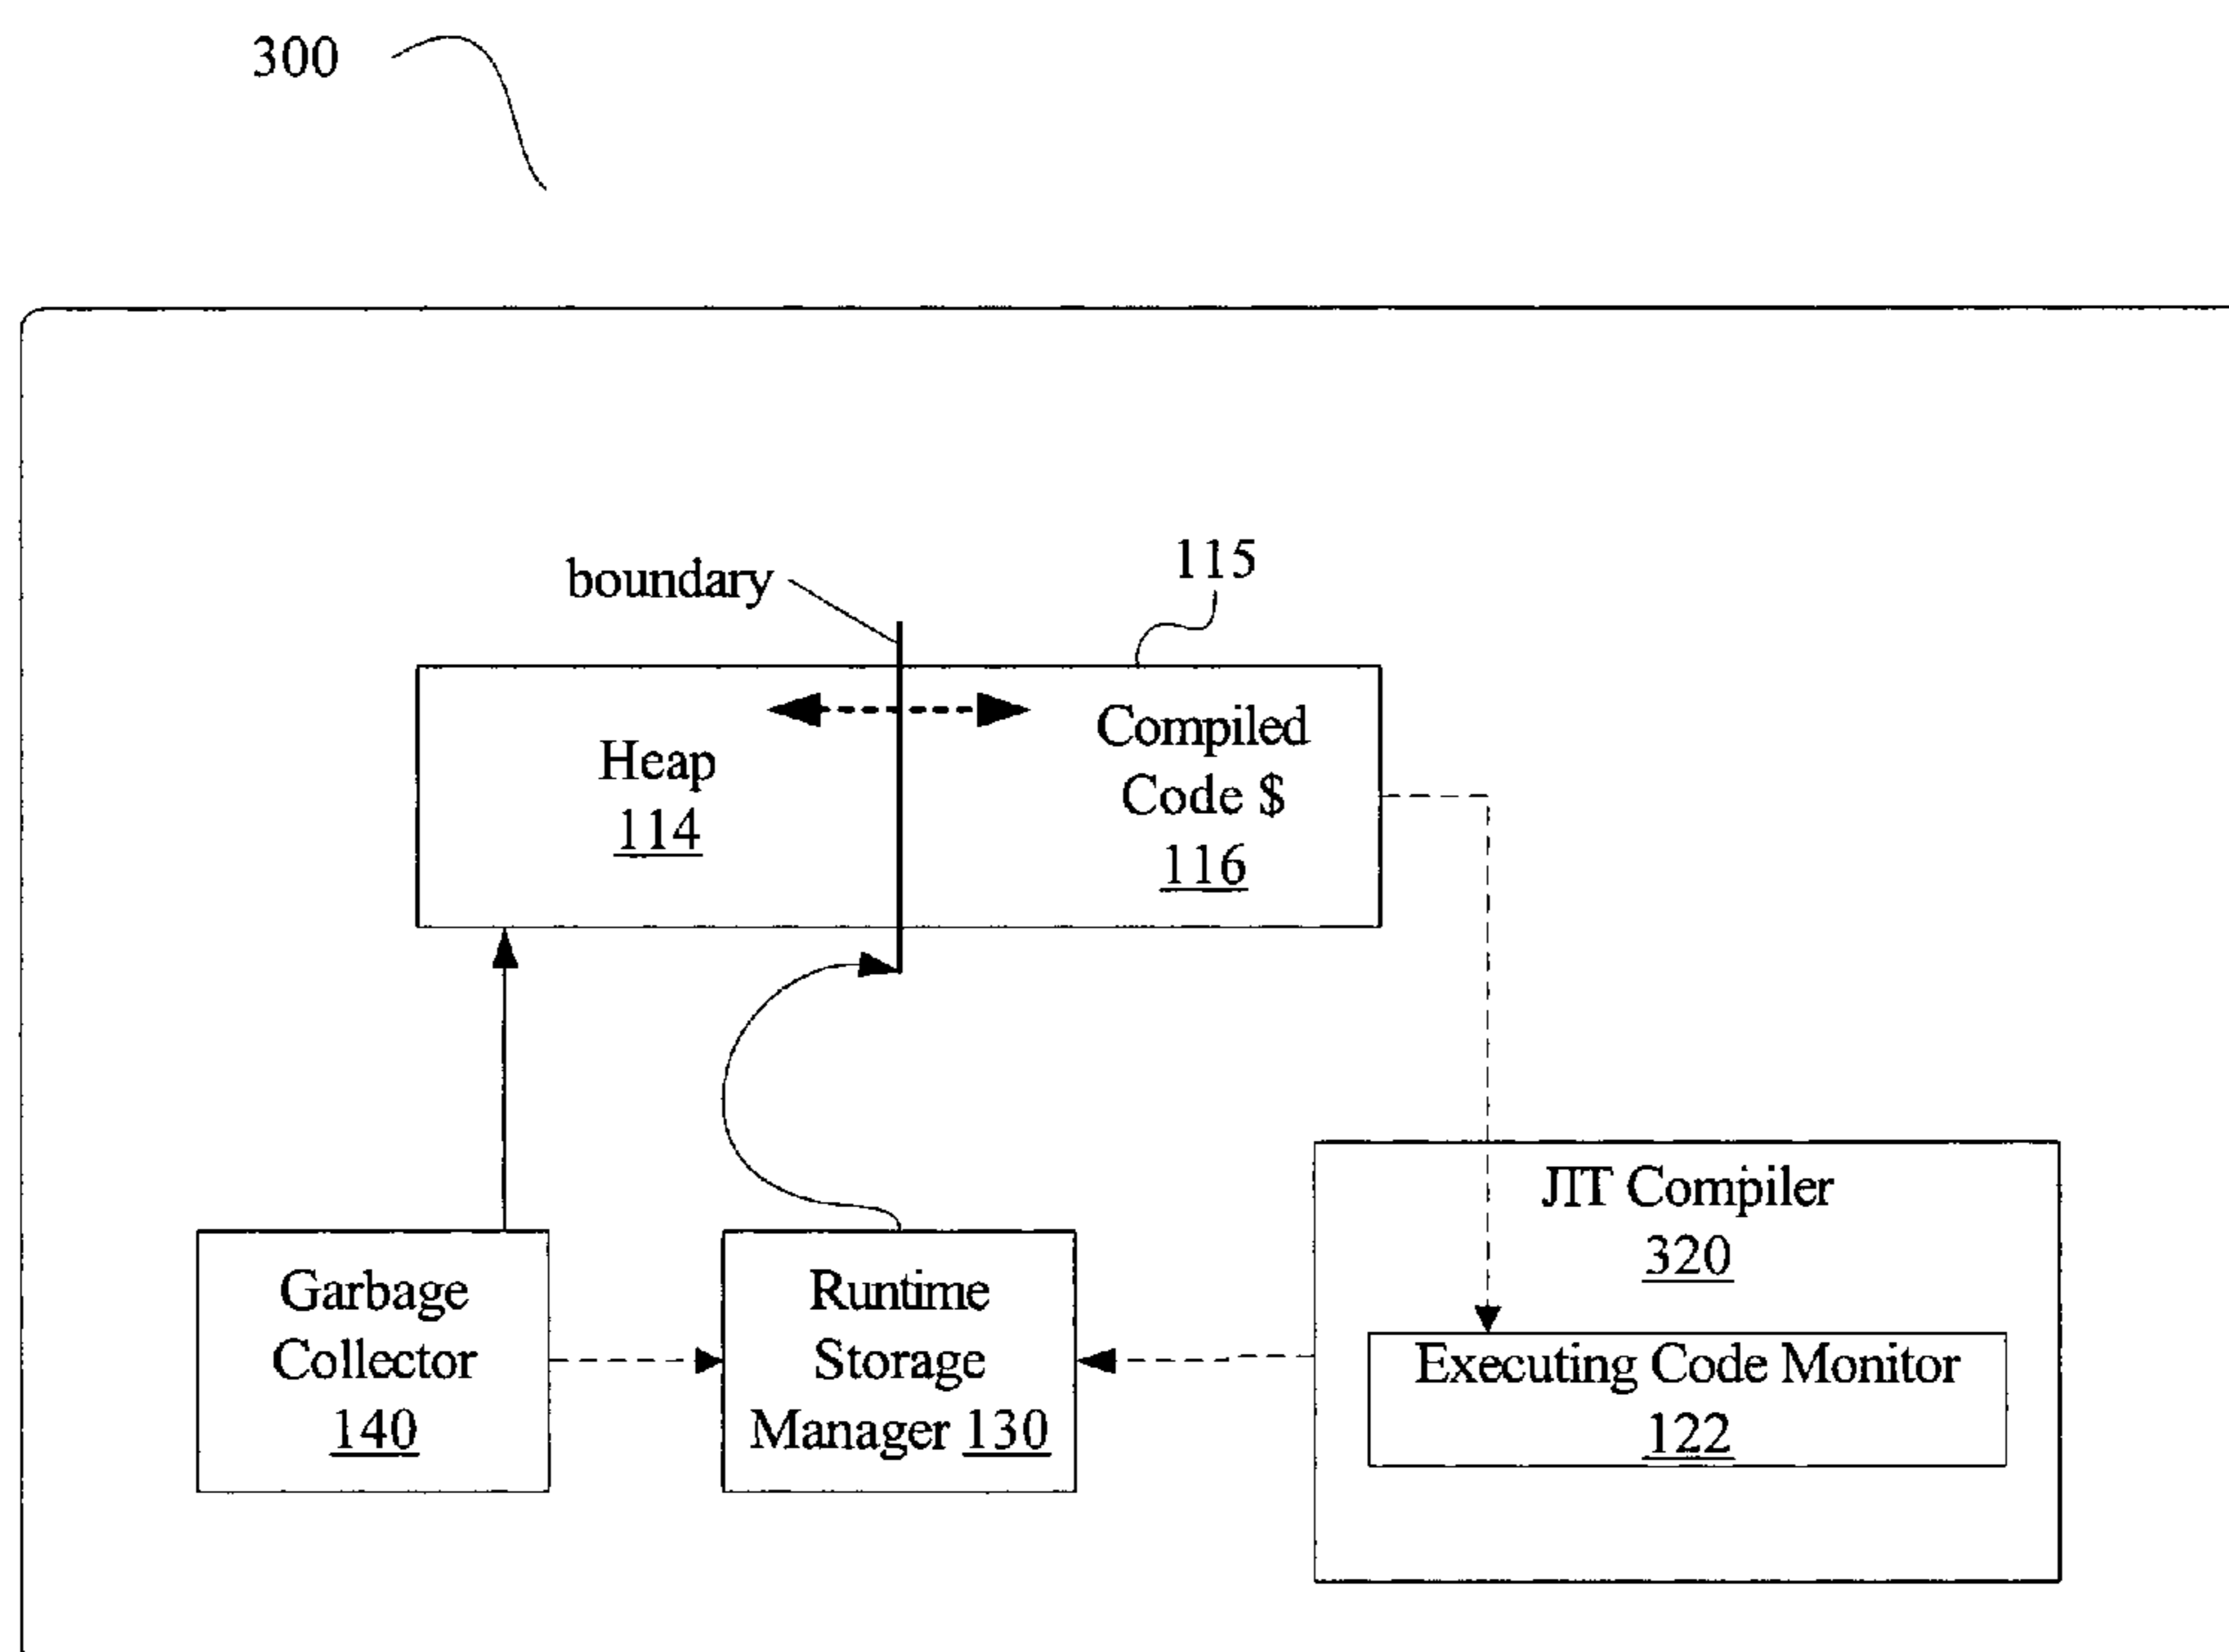 300
boundary
115
Heap
114
Compiled
Code $
116
Garbage
Collector
140
Runtime
Storage
Manager 130
JIT Compiler
320
Executing Code Monitor
122